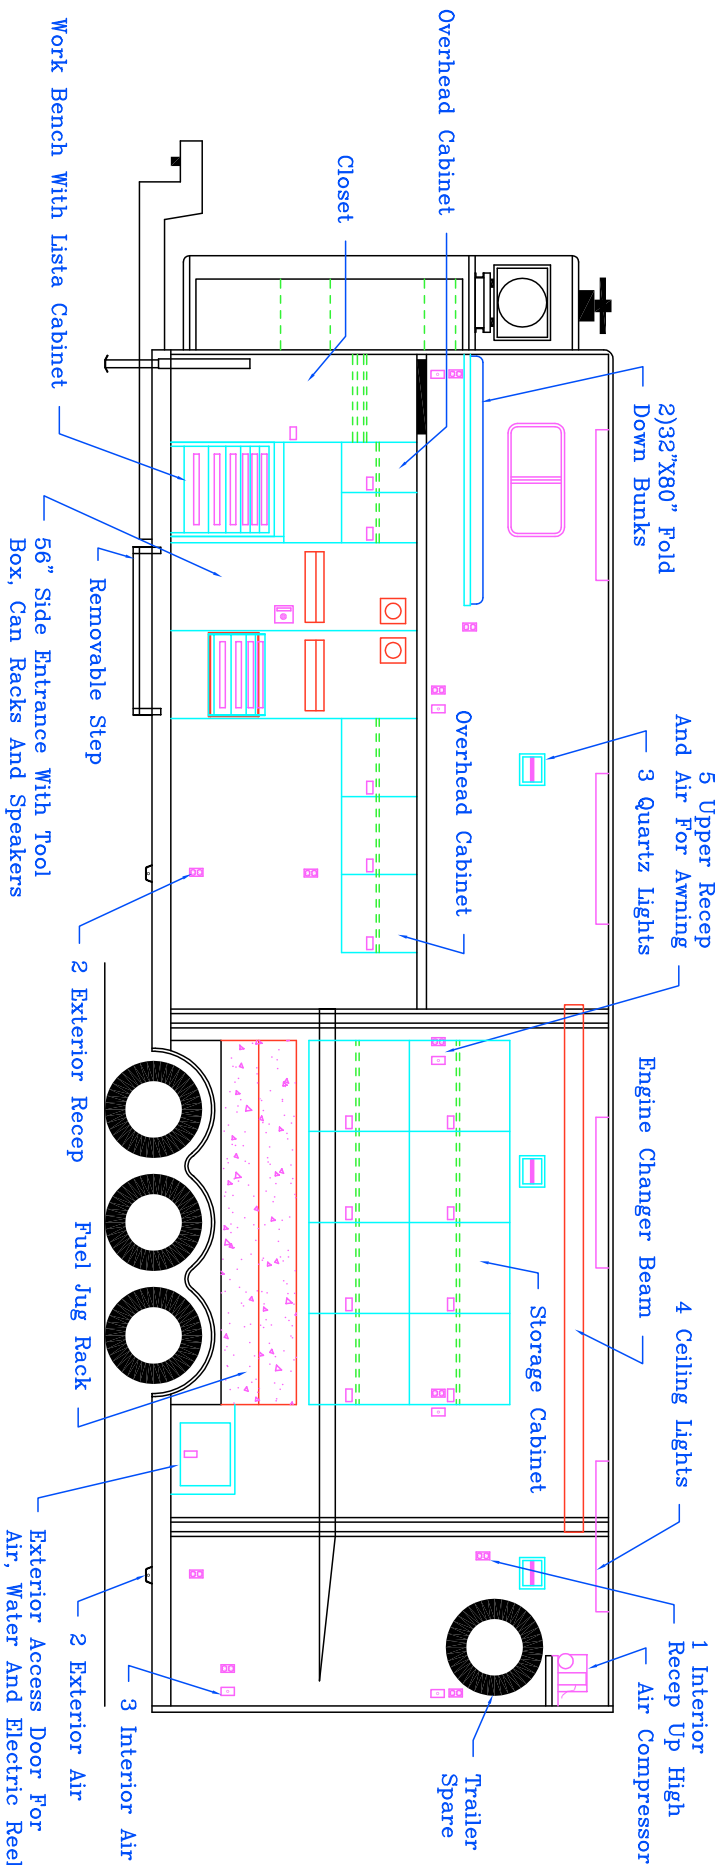 Work Bench With Lista Cabinet
Overhead Cabinet
Closet
2)32"X80" Fold
Down Bunks
56" Side Entrance With Tool
Box, Can Racks And Speakers
Removable Step
Overhead Cabinet
5 Upper Recep
And Air For Awning
3 Quartz Lights
2 Exterior Recep
Engine Changer Beam
Fuel Jug Rack
4 Ceiling Lights
Storage Cabinet
Exterior Access Door For
Air, Water And Electric Reel
2 Exterior Air
3 Interior Air
Trailer
Spare
1 Interior
Recep Up High
Air Compressor